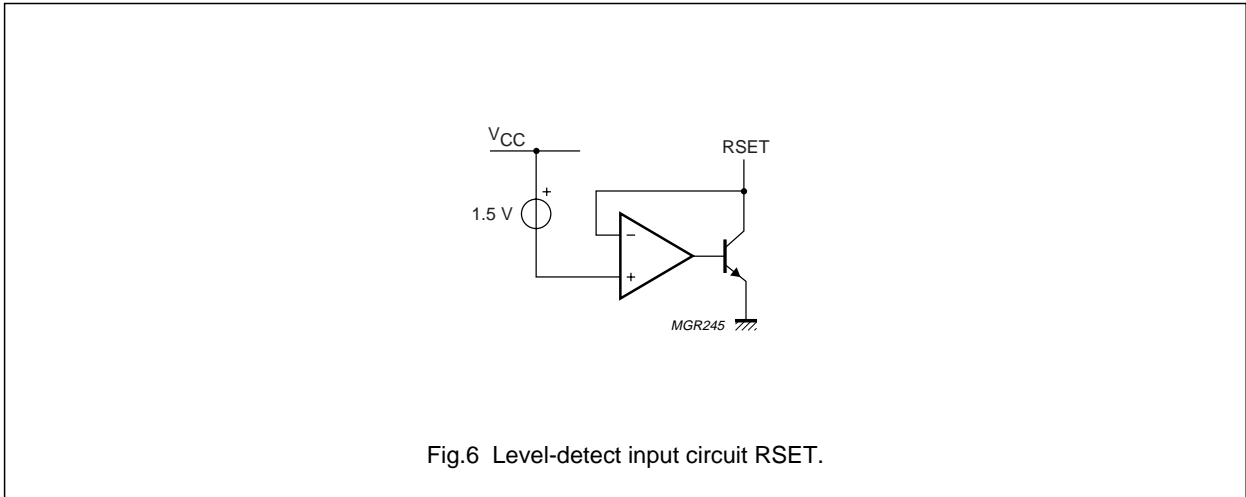 VCC
RSET
+
1.5 V
−
+
MGR245
Fig.6 Level-detect input circuit RSET.